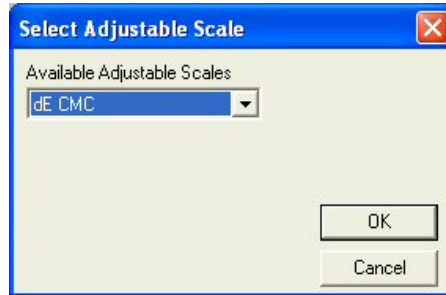 Select Adjustable Scale
Available Adjustable Scales
dE CMC
OK
Cancel